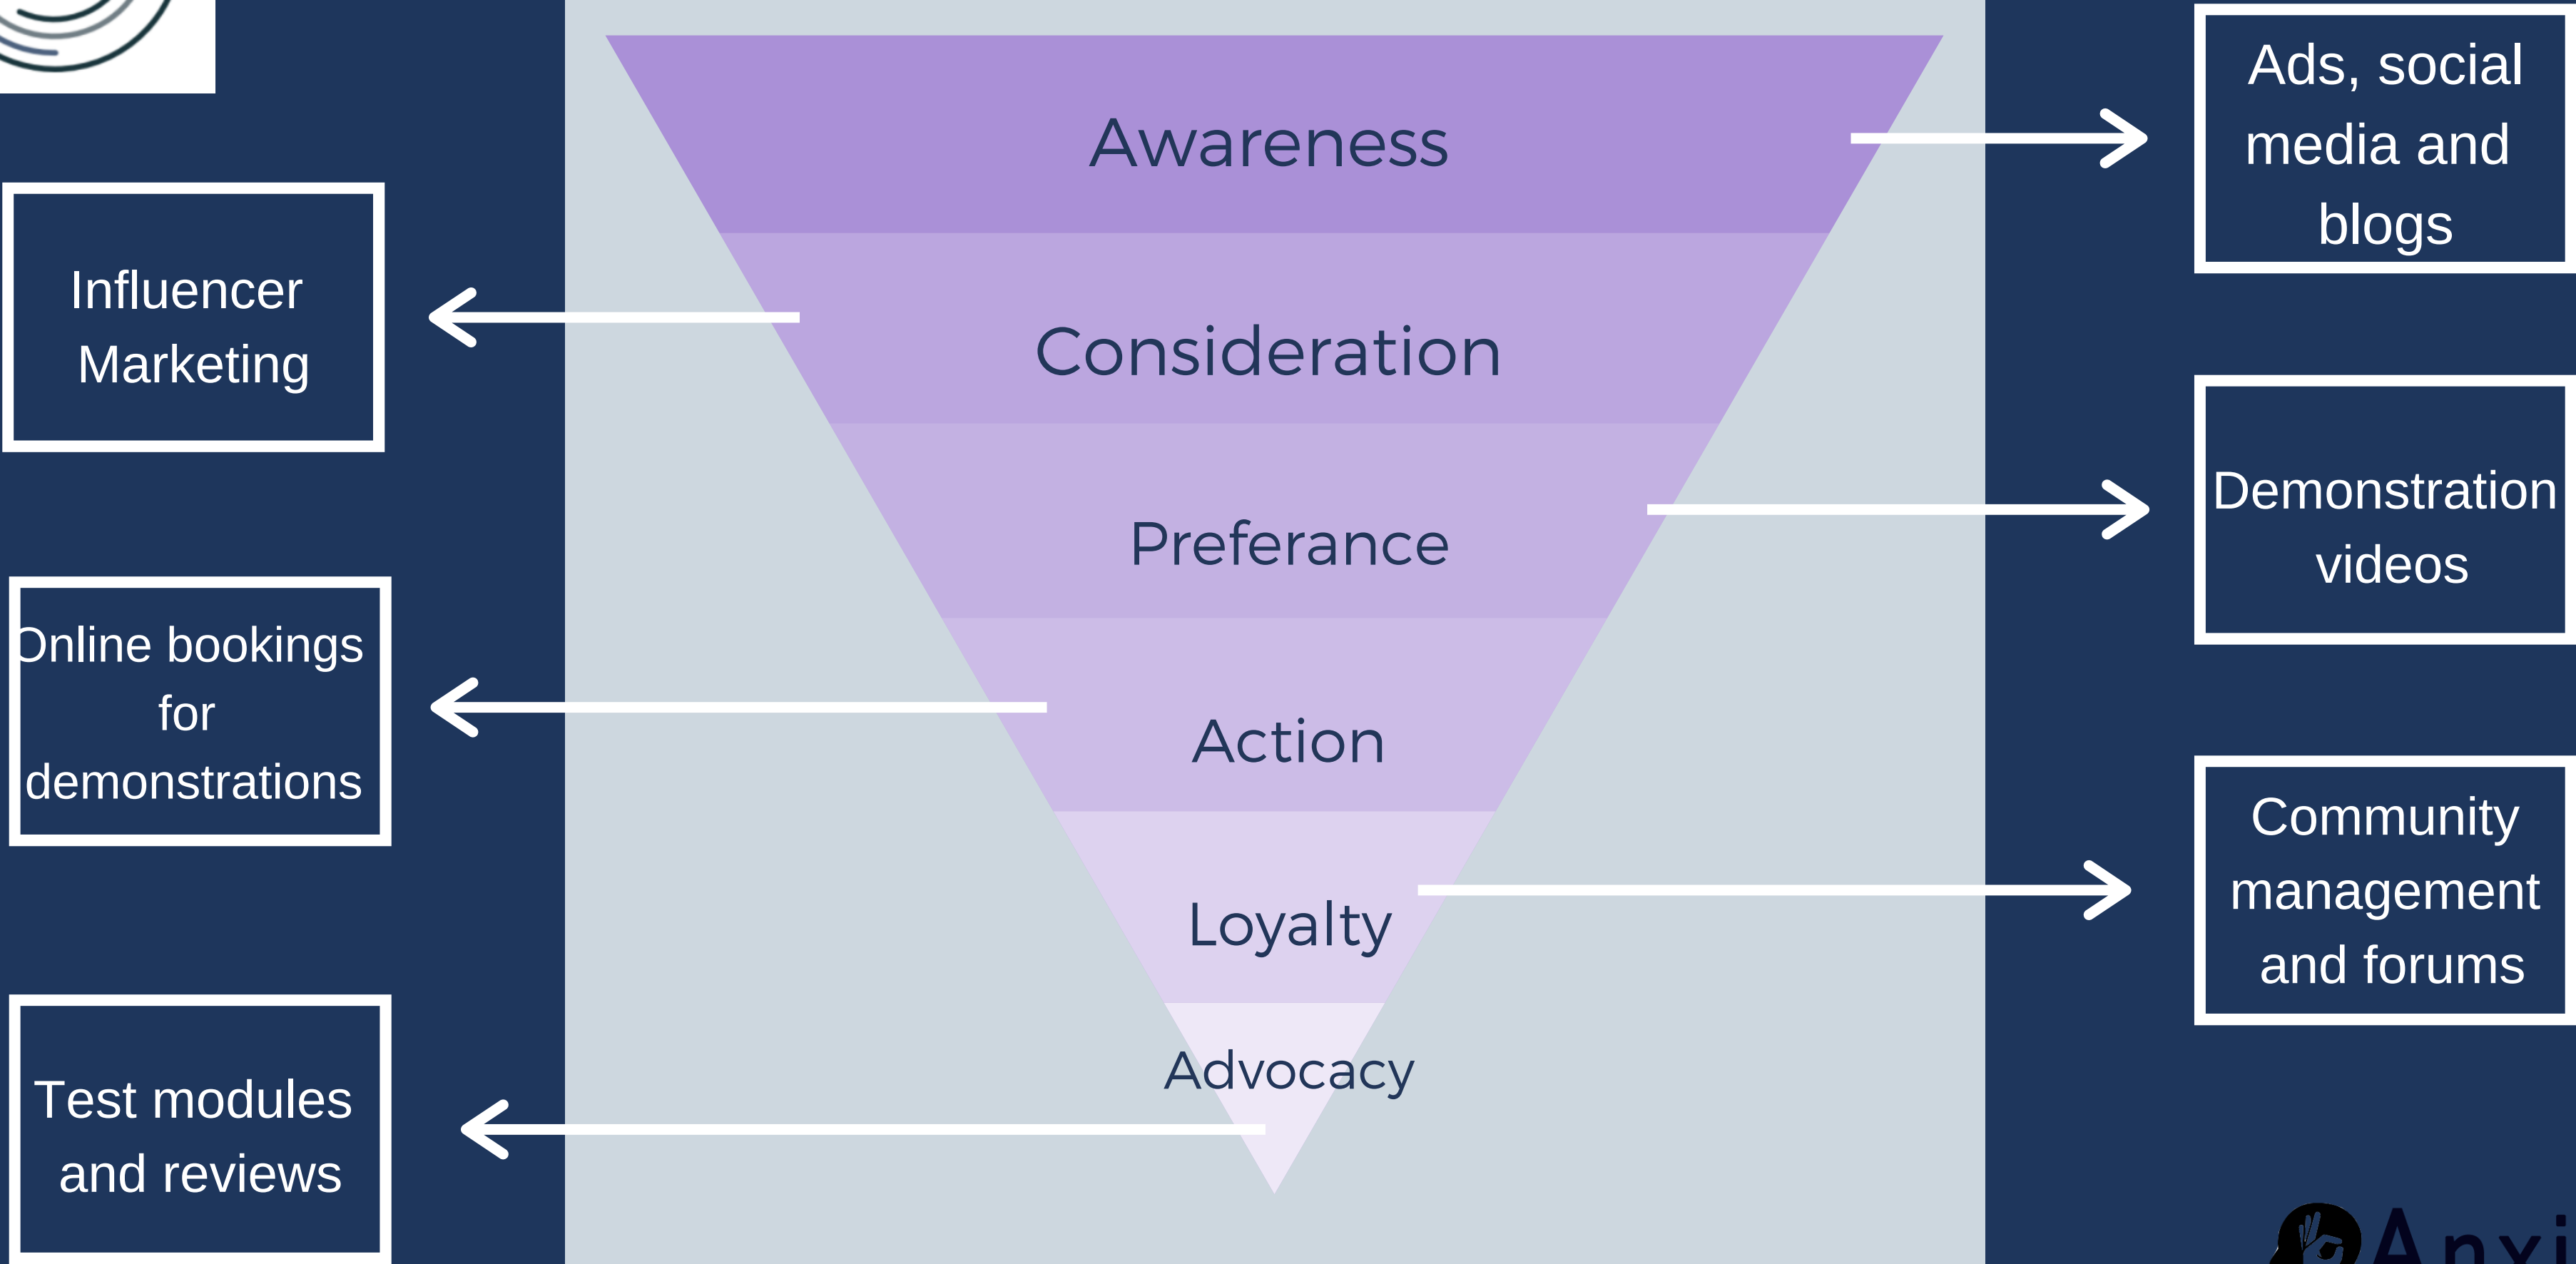 Awareness
Ads, social
media and
blogs
Consideration
Influencer
Marketing
Preferance
Demonstration
videos
Action
Online bookings
for
demonstrations
Loyalty
Community
management
and forums
Advocacy
Test modules
and reviews